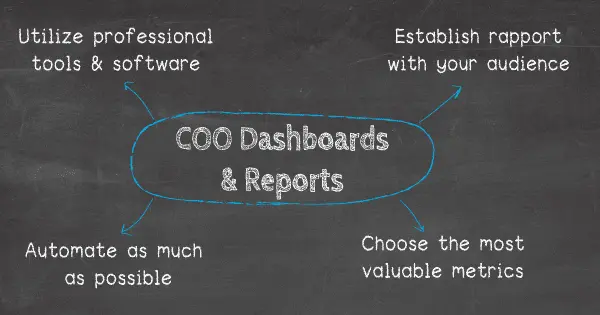 Utilize professional
tools & software
Establish rapport
with your audience
COO Dashboards
& Reports
Automate as much
as possible
Choose the most
valuable metrics